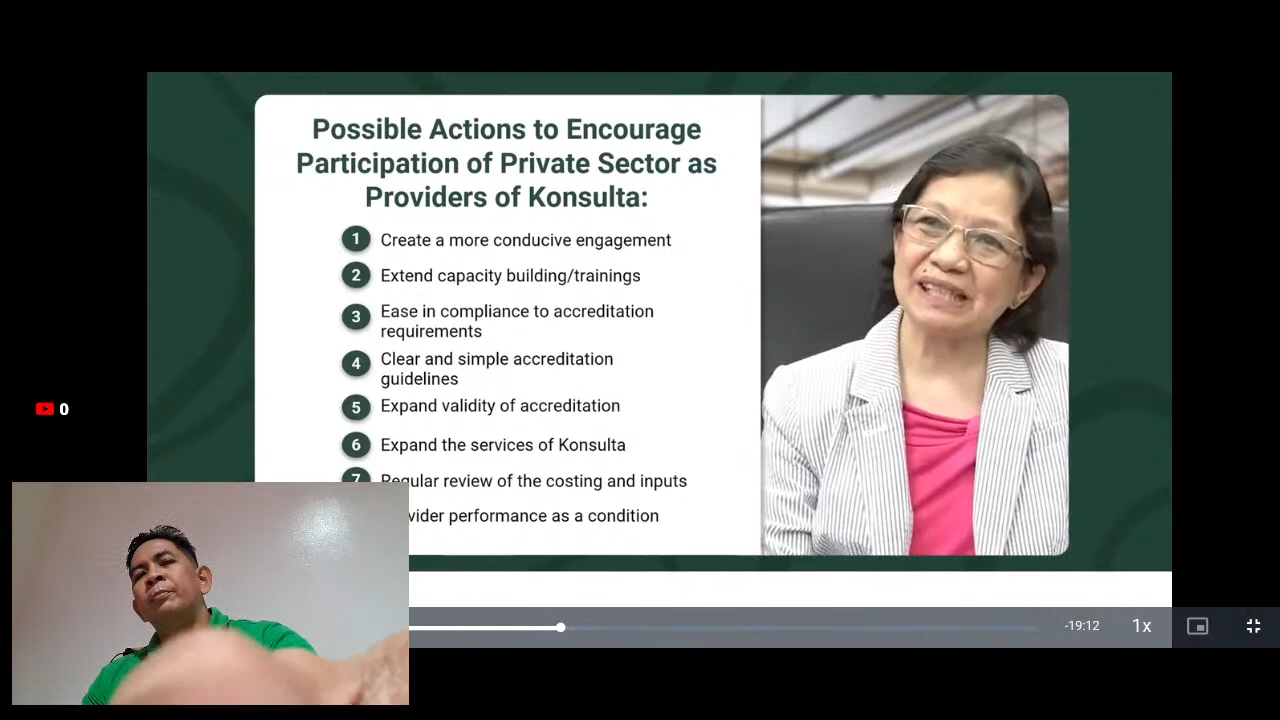 Possible Actions to Encourage
Participation of Private Sector as
Providers of Konsulta:
1 Create a more conducive engagement
2 Extend capacity building/trainings
3 Ease in compliance to accreditation
requirements
4 Clear and simple accreditation
guidelines
5 Expand validity of accreditation
6 Expand the services of Konsulta
7 Regular review of the costing and inputs
performance as a condition
0
-19:12 1x